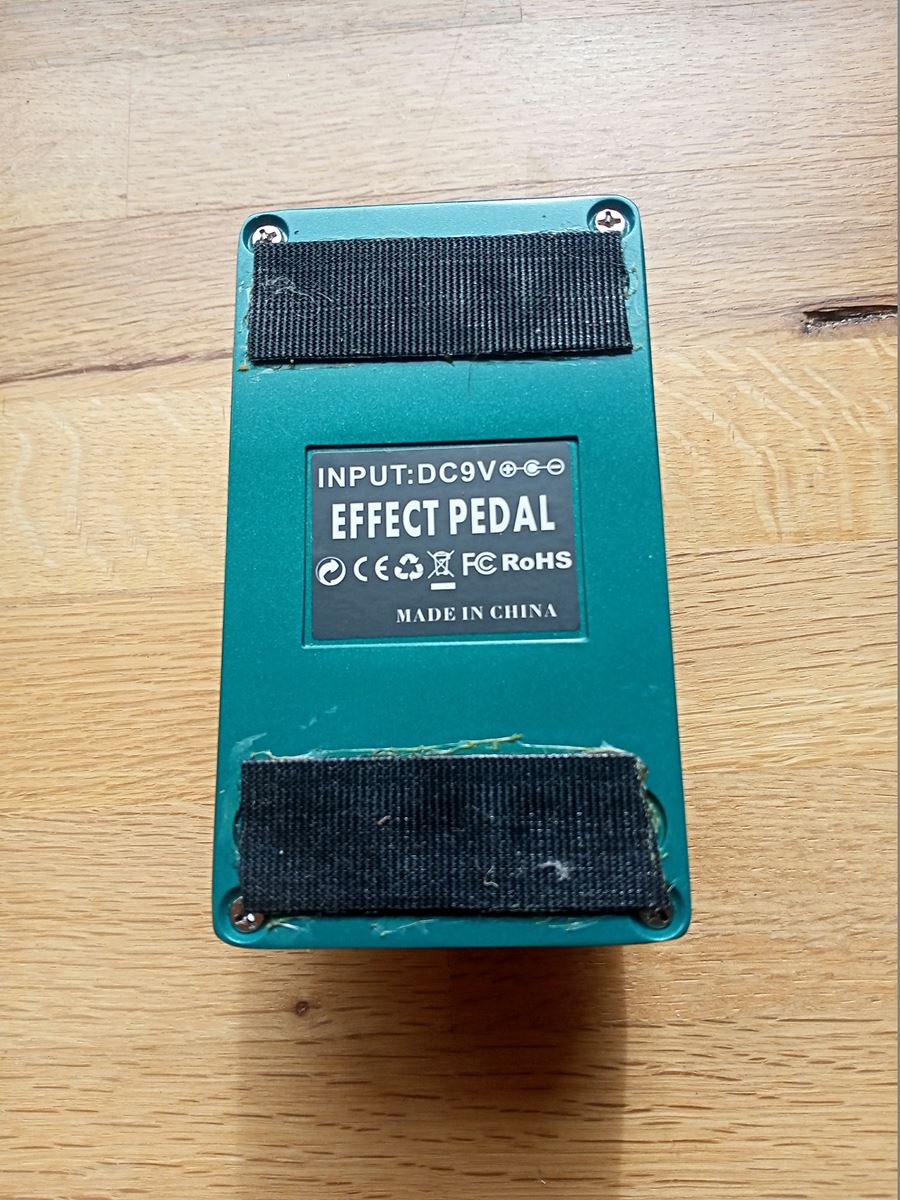 INPUT:DC9V
EFFECT PEDAL
CE FC RoHS
MADE IN CHINA